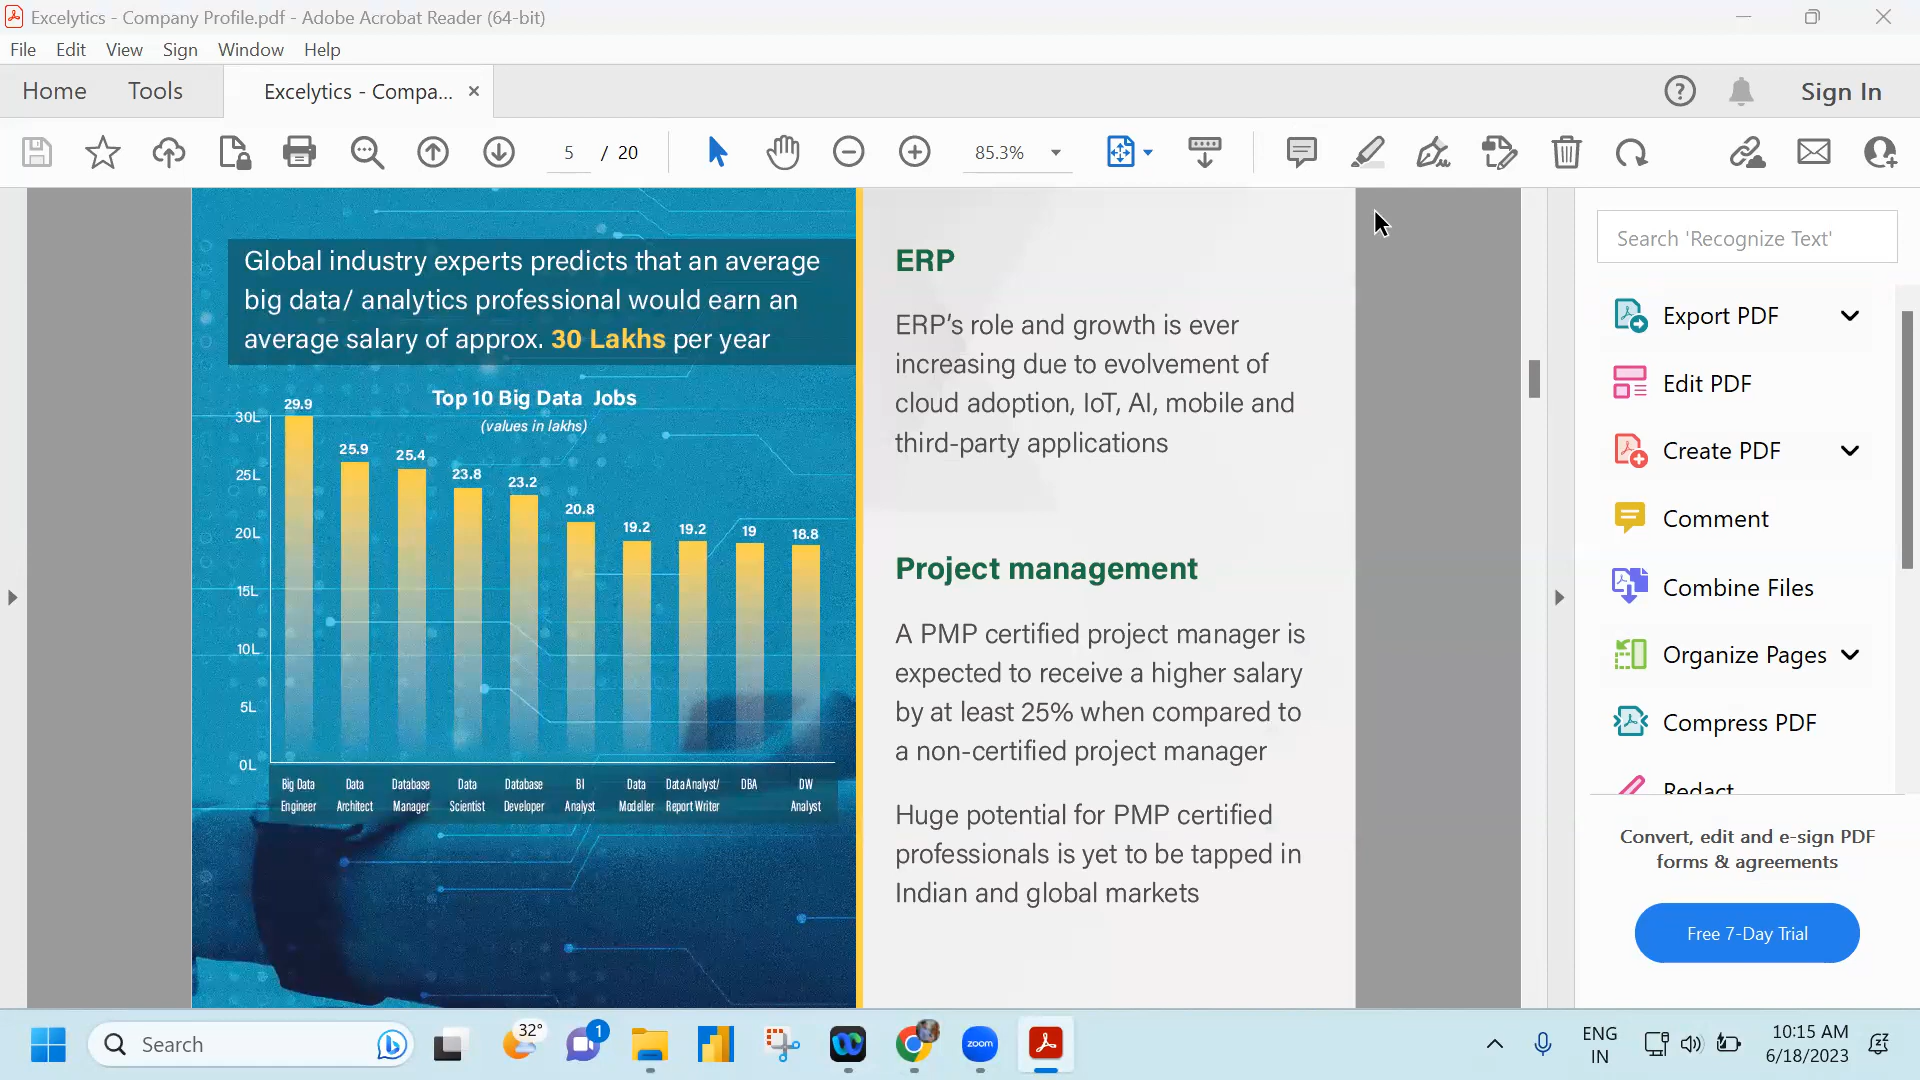 Excelytics - Company Profile.pdf - Adobe Acrobat Reader (64-bit)
File Edit View Sign Window Help
Home Tools Excelytics - Compa... Sign In
5 / 20 85.3%
Global industry experts predicts that an average
big data/ analytics professional would earn an
average salary of approx. 30 Lakhs per year
Top 10 Big Data Jobs
(values in lakhs)
30L
25L
20L
15L
10L
5L
0L
29.9
25.9
25.4
23.8
23.2
20.8
19.2
19.2
19
18.8
Big Data
Engineer
Data
Architect
Database
Manager
Data
Scientist
Database
Developer
BI
Analyst
Data
Modeller
Data Analyst/
Report Writer
DBA
DW
Analyst
ERP
ERP's role and growth is ever
increasing due to evolvement of
cloud adoption, IoT, AI, mobile and
third-party applications
Project management
A PMP certified project manager is
expected to receive a higher salary
by at least 25% when compared to
a non-certified project manager
Huge potential for PMP certified
professionals is yet to be tapped in
Indian and global markets
Search 'Recognize Text'
Export PDF
Edit PDF
Create PDF
Comment
Combine Files
Organize Pages
Compress PDF
Redact
Convert, edit and e-sign PDF
forms & agreements
Free 7-Day Trial
Search
32°
1
zoom
ENG
IN
10:15 AM
6/18/2023